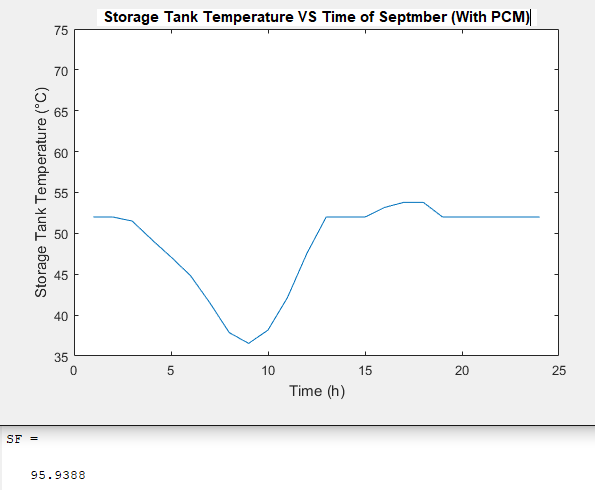 Storage Tank Temperature VS Time of Septmber (With PCM)
75
70
65
60
55
50
45
40
35
Storage Tank Temperature (°C)
0 5 10 15 20 25
Time (h)
SF =
95.9388